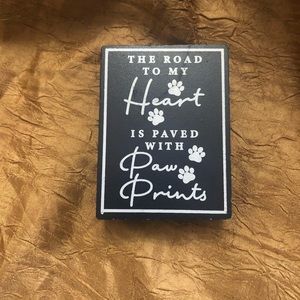 THE ROAD
TO MY
Heart
IS PAVED
WITH
Paw
Prints